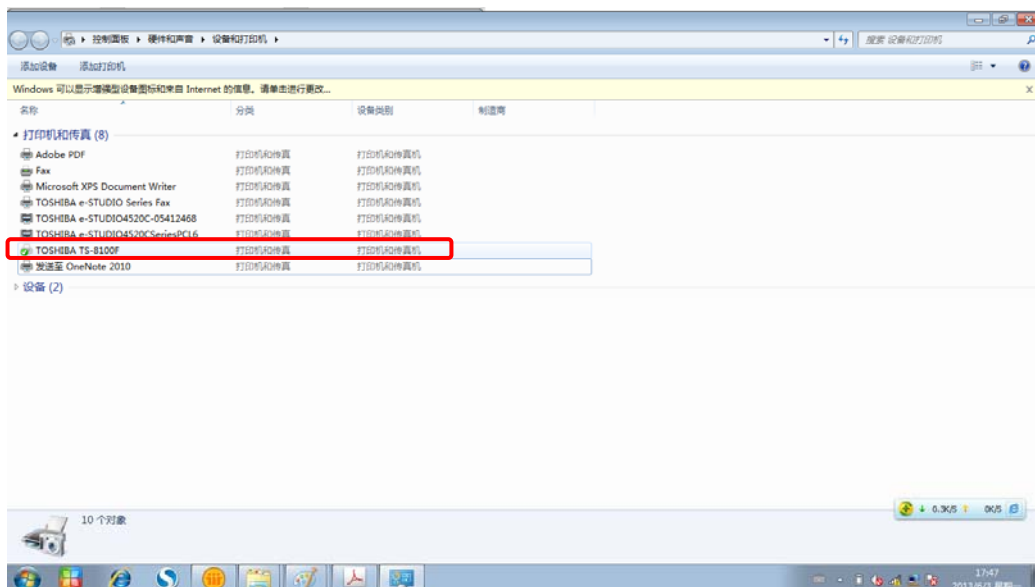 控制面板 ▸ 硬件和声音 ▸ 设备和打印机 ▸
搜索 设备和打印机
添加设备 添加打印机
Windows 可以显示增强型设备图标和来自 Internet 的信息。请单击进行更改...
名称 分类 设备类别 制造商
打印机和传真 (8)
Adobe PDF 打印机和传真 打印机和传真机
Fax 打印机和传真 打印机和传真机
Microsoft XPS Document Writer 打印机和传真 打印机和传真机
TOSHIBA e-STUDIO Series Fax 打印机和传真 打印机和传真机
TOSHIBA e-STUDIO4520C-05412468 打印机和传真 打印机和传真机
TOSHIBA e-STUDIO4520CSeriesPCL6 打印机和传真 打印机和传真机
TOSHIBA TS-8100F 打印机和传真 打印机和传真机
发送至 OneNote 2010 打印机和传真 打印机和传真机
设备 (2)
0.3K/S 0K/S
10 个对象
17:47